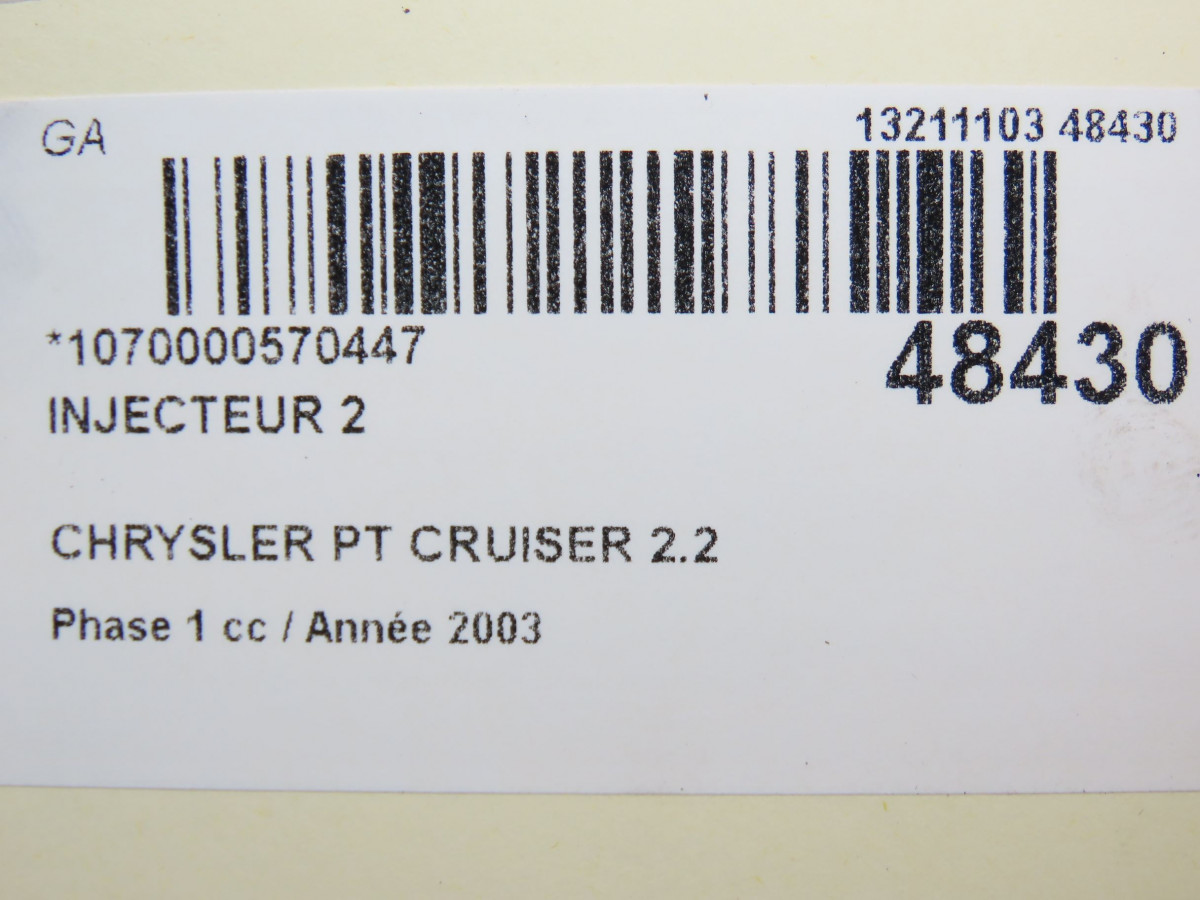 GA
13211103 48430
*1070000570447
48430
INJECTEUR 2
CHRYSLER PT CRUISER 2.2
Phase 1 cc / Année 2003